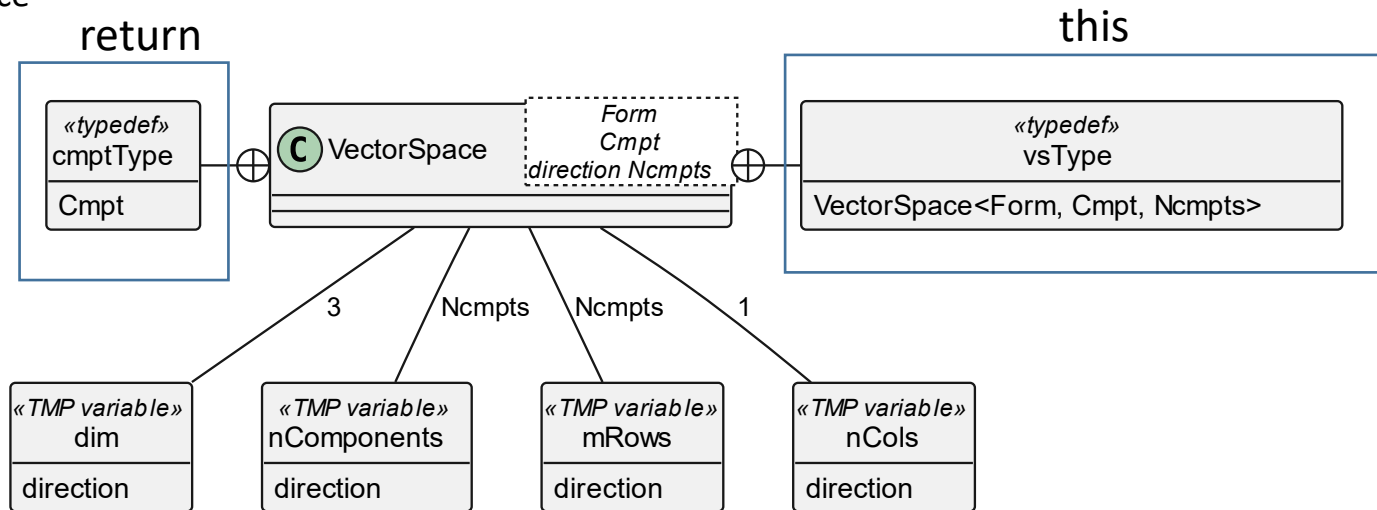 ce
return
this
«typedef»
cmptType
Cmpt
C
VectorSpace
Form
Cmpt
direction Ncmpts
«typedef»
vsType
VectorSpace<Form, Cmpt, Ncmpts>
3
Ncmpts
Ncmpts
1
«TMP variable»
dim
direction
«TMP variable»
nComponents
direction
«TMP variable»
mRows
direction
«TMP variable»
nCols
direction